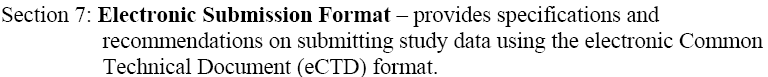 Section 7: Electronic Submission Format – provides specifications and
recommendations on submitting study data using the electronic Common
Technical Document (eCTD) format.